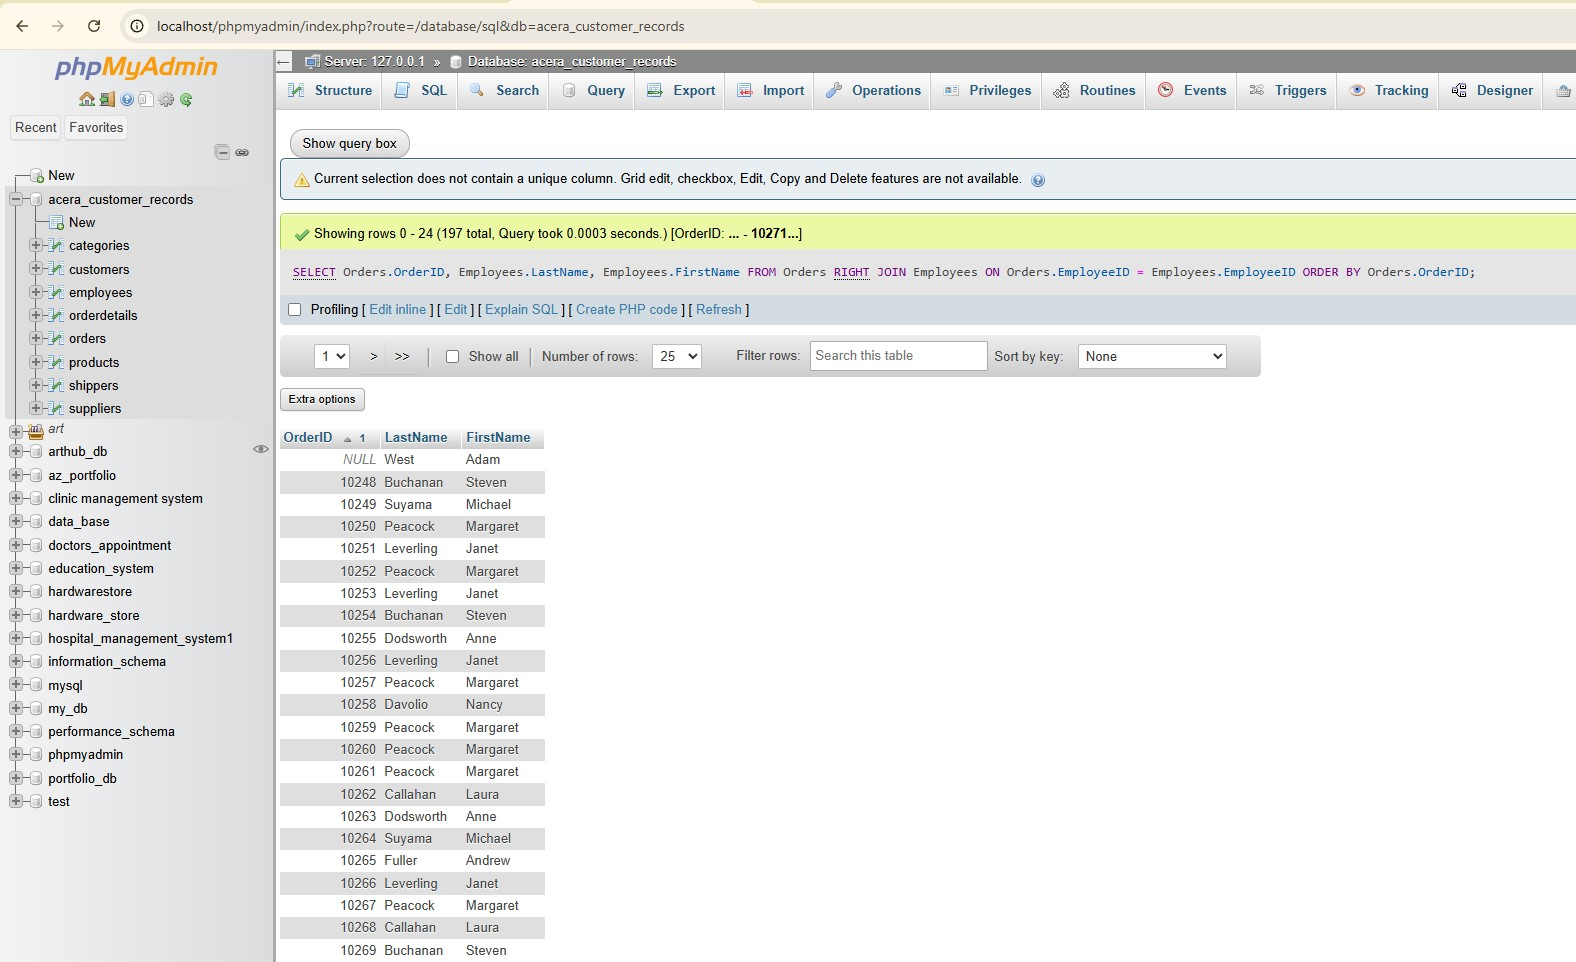 localhost/phpmyadmin/index.php?route=/database/sql&db=acera_customer_records
phpMyAdmin
Recent Favorites
New
acera_customer_records
New
categories
customers
employees
orderdetails
orders
products
shippers
suppliers
art
arthub_db
az_portfolio
clinic management system
data_base
doctors_appointment
education_system
hardwarestore
hardware_store
hospital_management_system1
information_schema
mysql
my_db
performance_schema
phpmyadmin
portfolio_db
test
← Server: 127.0.0.1 » Database: acera_customer_records
Structure SQL Search Query Export Import Operations Privileges Routines Events Triggers Tracking Designer
Show query box
Current selection does not contain a unique column. Grid edit, checkbox, Edit, Copy and Delete features are not available.
Showing rows 0 - 24 (197 total, Query took 0.0003 seconds.) [OrderID: ... - 10271...]
SELECT Orders.OrderID, Employees.LastName, Employees.FirstName FROM Orders RIGHT JOIN Employees ON Orders.EmployeeID = Employees.EmployeeID ORDER BY Orders.OrderID;
Profiling [ Edit inline ] [ Edit ] [ Explain SQL ] [ Create PHP code ] [ Refresh ]
1 > >> Show all Number of rows: 25 Filter rows: Search this table Sort by key: None
Extra options
OrderID 1 LastName FirstName
NULL West Adam
10248 Buchanan Steven
10249 Suyama Michael
10250 Peacock Margaret
10251 Leverling Janet
10252 Peacock Margaret
10253 Leverling Janet
10254 Buchanan Steven
10255 Dodsworth Anne
10256 Leverling Janet
10257 Peacock Margaret
10258 Davolio Nancy
10259 Peacock Margaret
10260 Peacock Margaret
10261 Peacock Margaret
10262 Callahan Laura
10263 Dodsworth Anne
10264 Suyama Michael
10265 Fuller Andrew
10266 Leverling Janet
10267 Peacock Margaret
10268 Callahan Laura
10269 Buchanan Steven